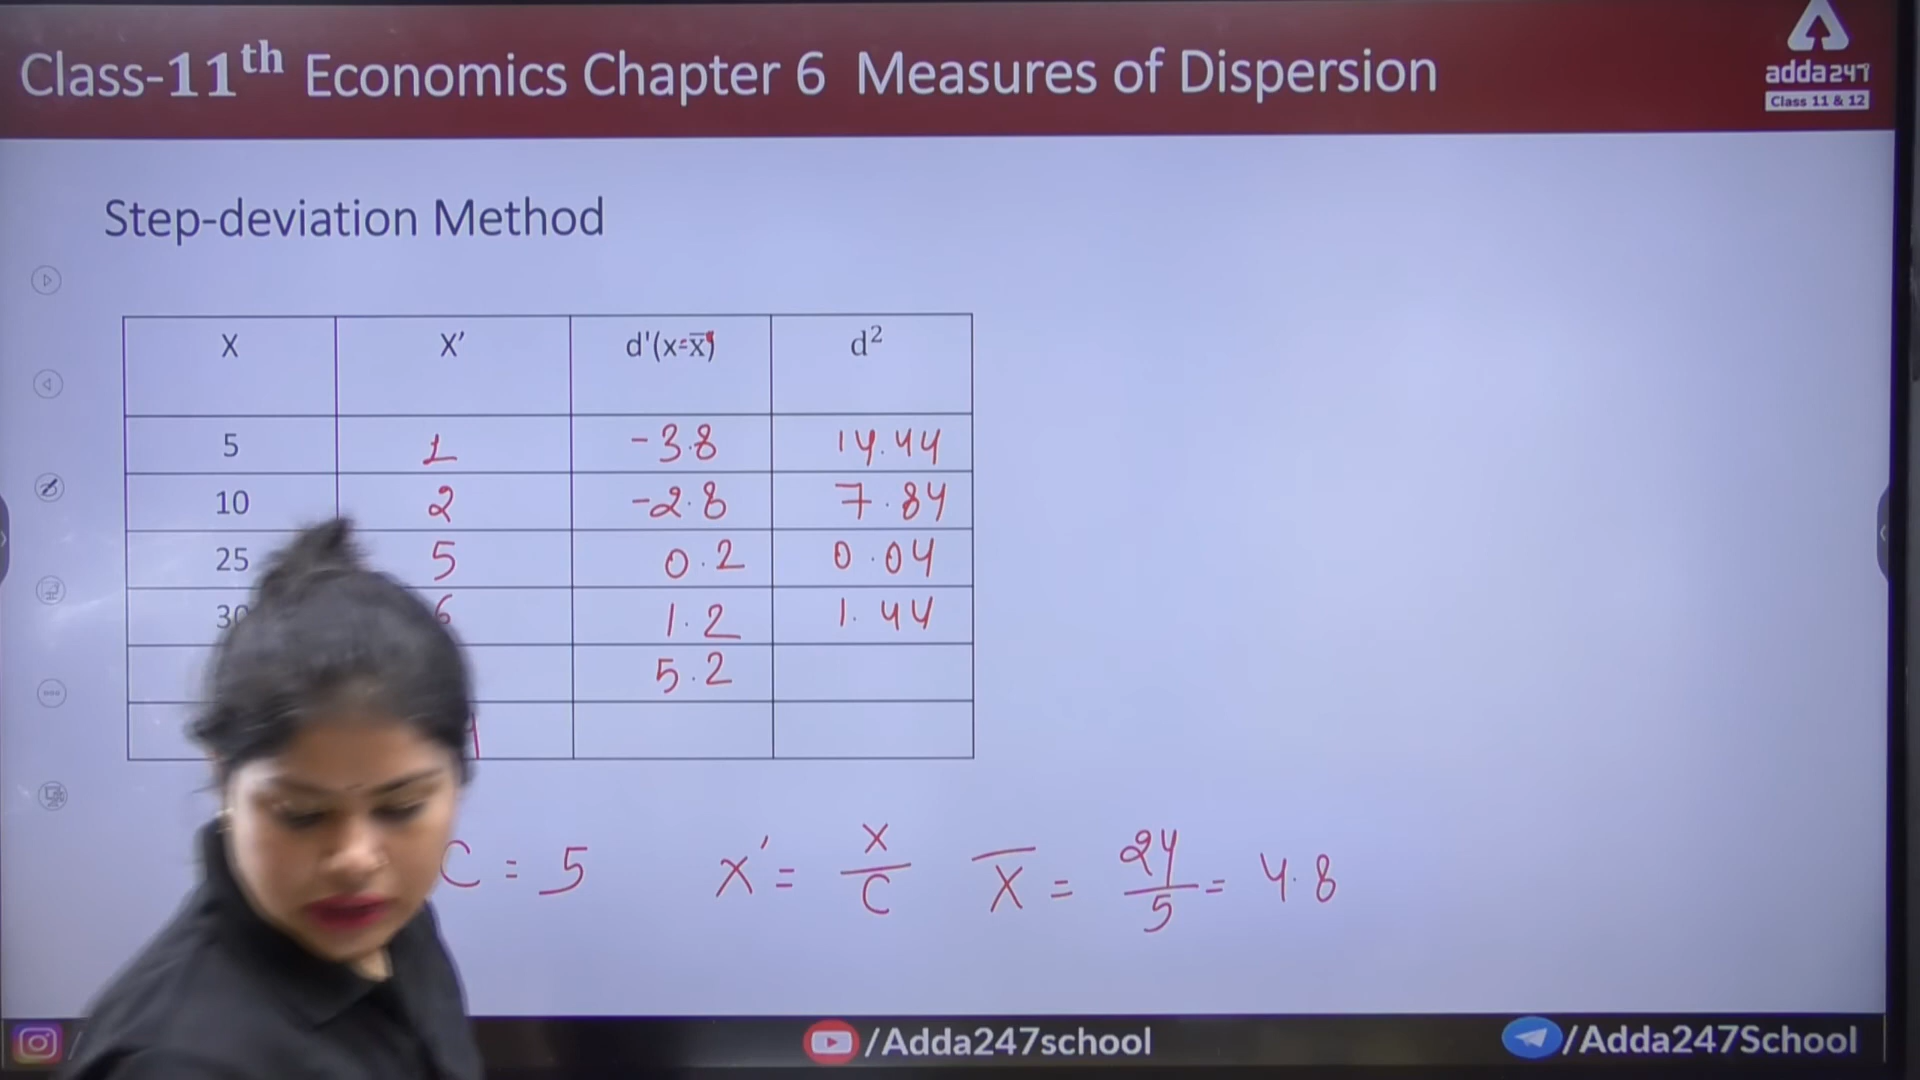 Class-11th Economics Chapter 6 Measures of Dispersion
adda247
Class 11 & 12
Step-deviation Method
X X’ d'(x-x̄') d²
5 1 -3.8 14.44
10 2 -2.8 7.84
25 5 0.2 0.04
30 6 1.2 1.44
5.2
C = 5 X' = X/C X̄ = 24/5 = 4.8
/Adda247school
/Adda247School